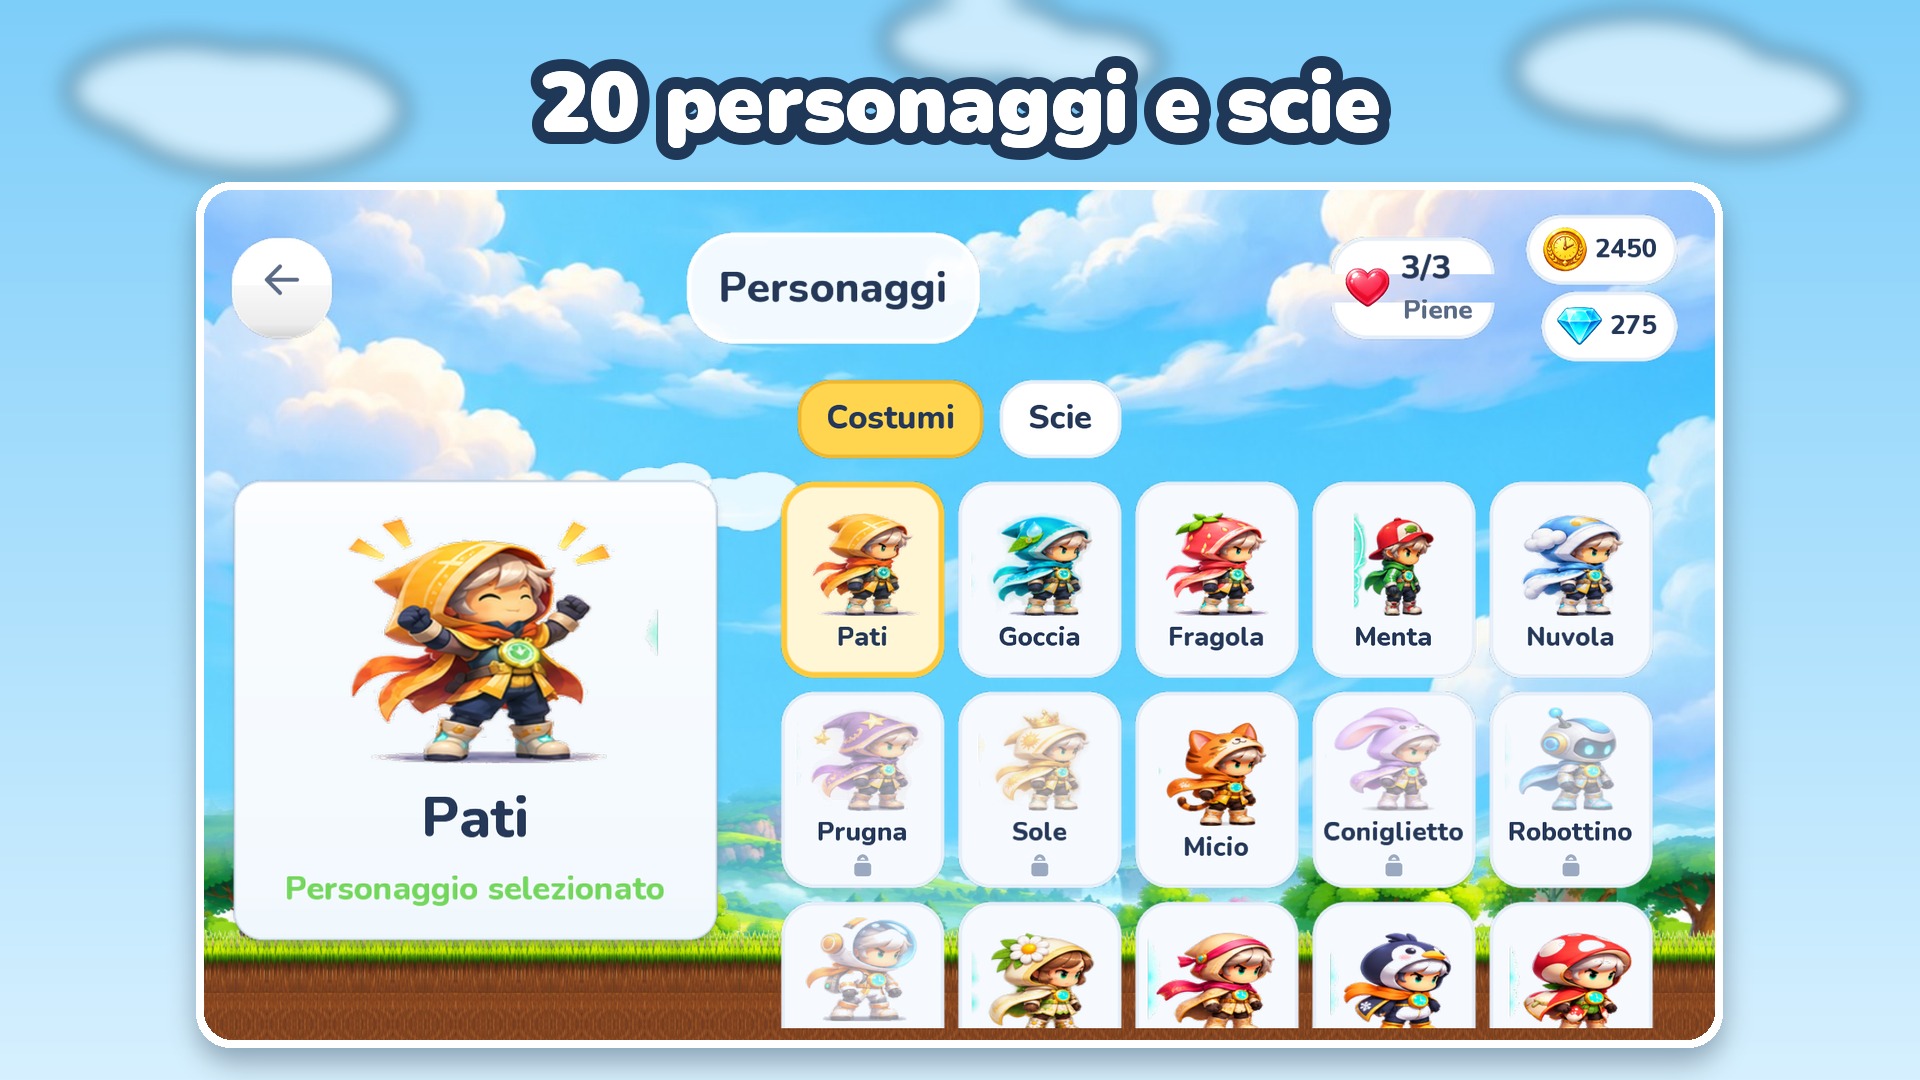 20 personaggi e scie
Personaggi
3/3
Piene
2450
275
Costumi
Scie
Pati
Personaggio selezionato
Pati
Goccia
Fragola
Menta
Nuvola
Prugna
Sole
Micio
Coniglietto
Robottino